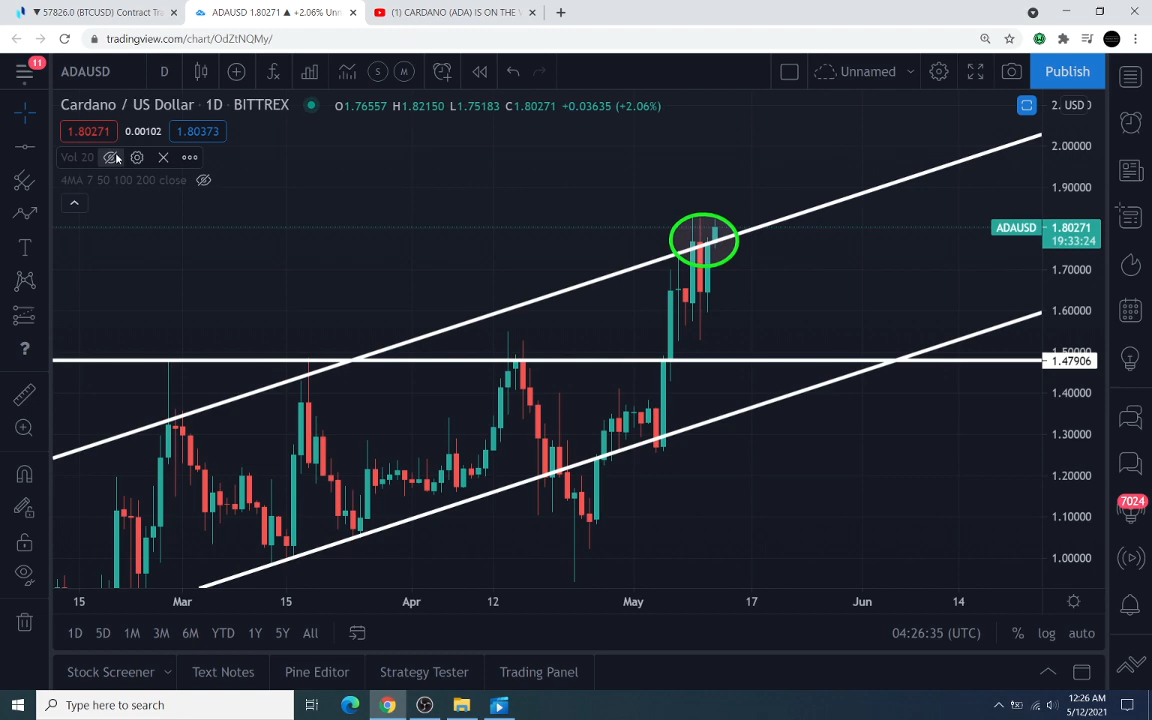 ▼ 57826.0 (BTCUSD) Contract Tra
ADAUSD 1.80271 ▲ +2.06% Unn
(1) CARDANO (ADA) IS ON THE
tradingview.com/chart/OdZtNQMy/
11
ADAUSD
D
S
M
Unnamed
Publish
Cardano / US Dollar · 1D · BITTREX
O1.76557 H1.82150 L1.75183 C1.80271 +0.03635 (+2.06%)
2. USD
1.80271
0.00102
1.80373
Vol 20
4MA 7 50 100 200 close
2.00000
1.90000
ADAUSD
1.80271
19:33:24
1.70000
1.60000
1.50000
1.47906
1.40000
1.30000
1.20000
1.10000
1.00000
7024
15
Mar
15
Apr
12
May
17
Jun
14
1D
5D
1M
3M
6M
YTD
1Y
5Y
All
04:26:35 (UTC)
%
log
auto
Stock Screener
Text Notes
Pine Editor
Strategy Tester
Trading Panel
Type here to search
12:26 AM
5/12/2021